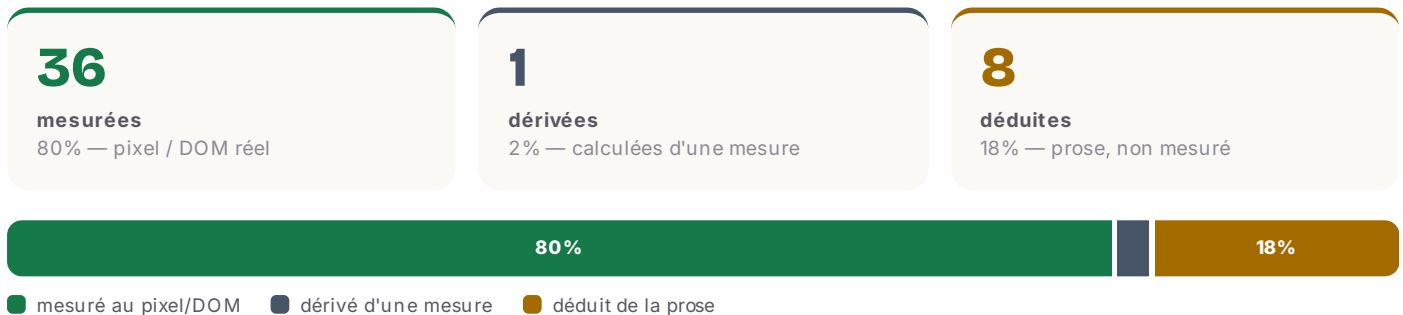 36
mesurées
80% — pixel / DOM réel
1
dérivées
2% — calculées d'une mesure
8
déduites
18% — prose, non mesuré
80%
18%
mesuré au pixel/DOM
dérivé d'une mesure
déduit de la prose